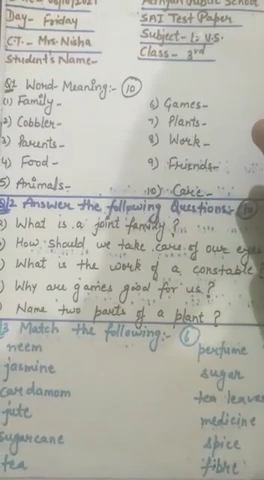 Day:- Friday
SAI Test Paper
C.T.- Mrs. Nisha
Subject - E.V.S.
Student's Name-
Class- 3rd
Q1 Word-Meaning:- (10)
(1) Family-
6) Games-
2) Cobbler-
7) Plants-
3) Parents-
8) Work-
4) Food-
9) Friends-
5) Animals-
10) Care-
Q2 Answer the following Questions:- (10)
What is a joint family?
How should we take care of our eyes
What is the work of a constable?
Why are games good for us?
Name two parts of a plant?
3 Match the following:- (6)
neem
perfume
jasmine
sugar
cardamom
tea leaves
jute
medicine
sugarcane
spice
tea
fibre